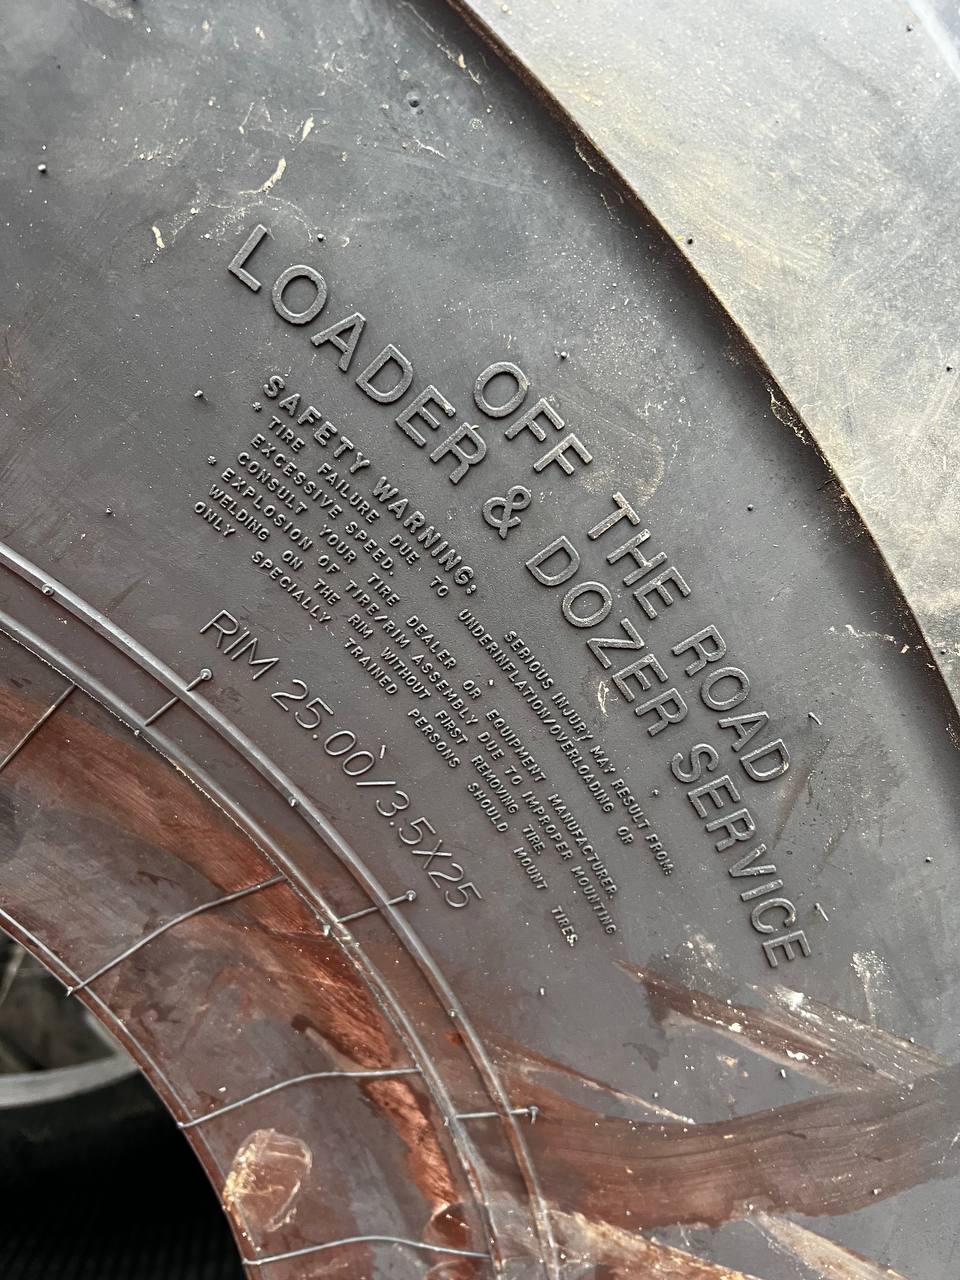 OFF THE ROAD
LOADER & DOZER SERVICE
SAFETY WARNING:
SERIOUS INJURY MAY RESULT FROM:
* TIRE FAILURE DUE TO UNDERINFLATION/OVERLOADING OR
EXCESSIVE SPEED.
CONSULT YOUR TIRE DEALER OR EQUIPMENT MANUFACTURER.
* EXPLOSION OF TIRE/RIM ASSEMBLY DUE TO IMPROPER MOUNTING
WELDING ON THE RIM WITHOUT FIRST REMOVING TIRE.
ONLY SPECIALLY TRAINED PERSONS SHOULD MOUNT TIRES.
RIM 25.00/3.5X25